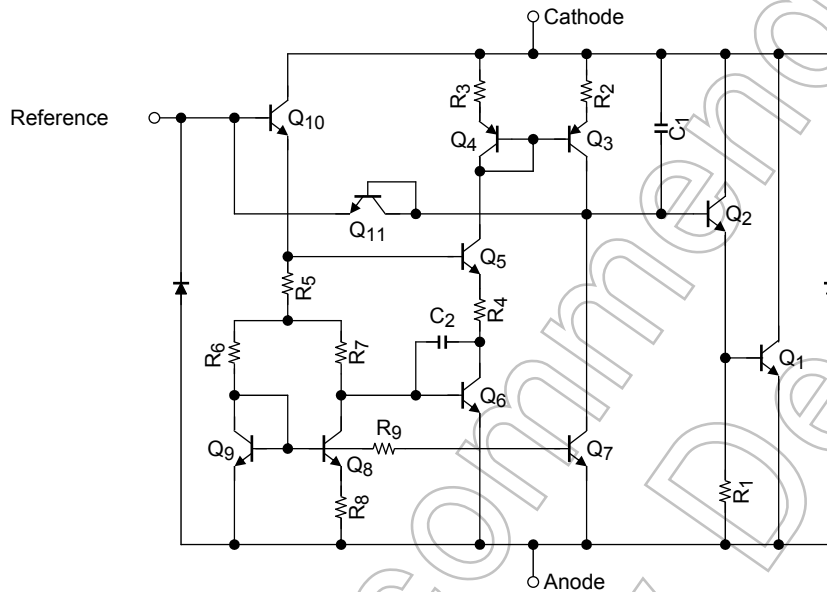 Cathode
Reference
Q10
R3
R2
Q4
Q3
C1
Q11
Q2
Q5
R5
R4
C2
R6
R7
Q6
Q1
R9
Q9
Q8
Q7
R8
R1
Anode